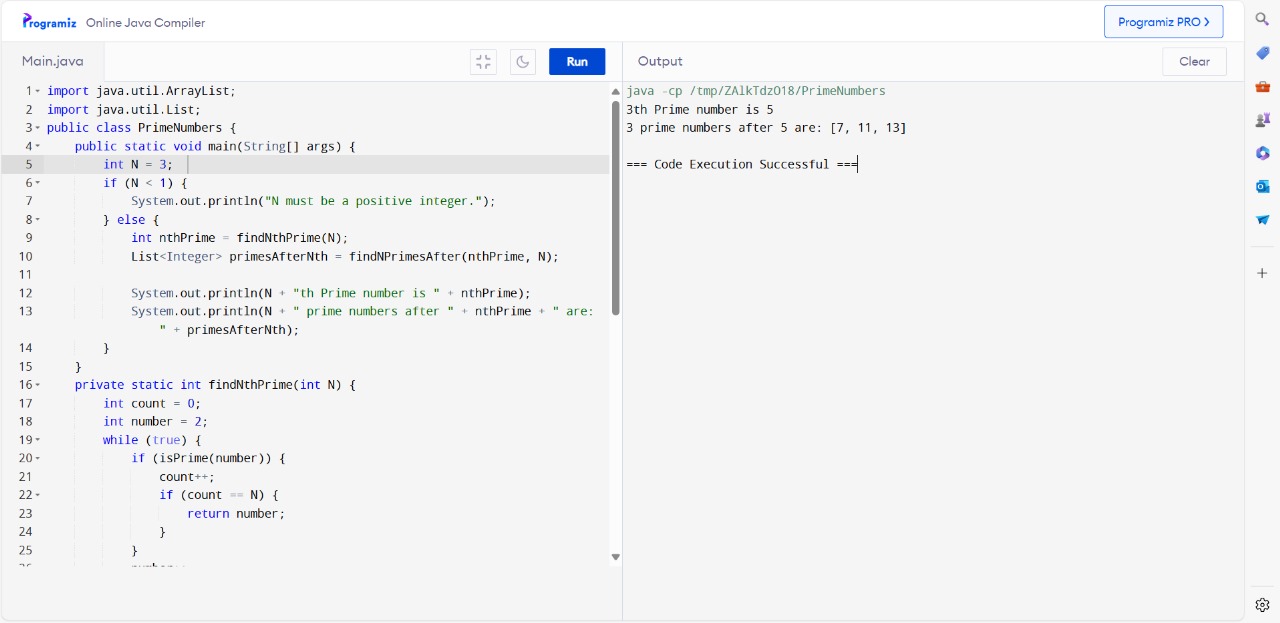 Programiz Online Java Compiler
Programiz PRO >
Main.java
Run
Output
Clear
1 import java.util.ArrayList;
2 import java.util.List;
3 public class PrimeNumbers {
4 public static void main(String[] args) {
5 int N = 3;
6 if (N < 1) {
7 System.out.println("N must be a positive integer.");
8 } else {
9 int nthPrime = findNthPrime(N);
10 List<Integer> primesAfterNth = findNPrimesAfter(nthPrime, N);
11
12 System.out.println(N + "th Prime number is " + nthPrime);
13 System.out.println(N + " prime numbers after " + nthPrime + " are:
" + primesAfterNth);
14 }
15 }
16 private static int findNthPrime(int N) {
17 int count = 0;
18 int number = 2;
19 while (true) {
20 if (isPrime(number)) {
21 count++;
22 if (count == N) {
23 return number;
24 }
25 }
java -cp /tmp/ZAlkTdzO18/PrimeNumbers
3th Prime number is 5
3 prime numbers after 5 are: [7, 11, 13]
=== Code Execution Successful ===